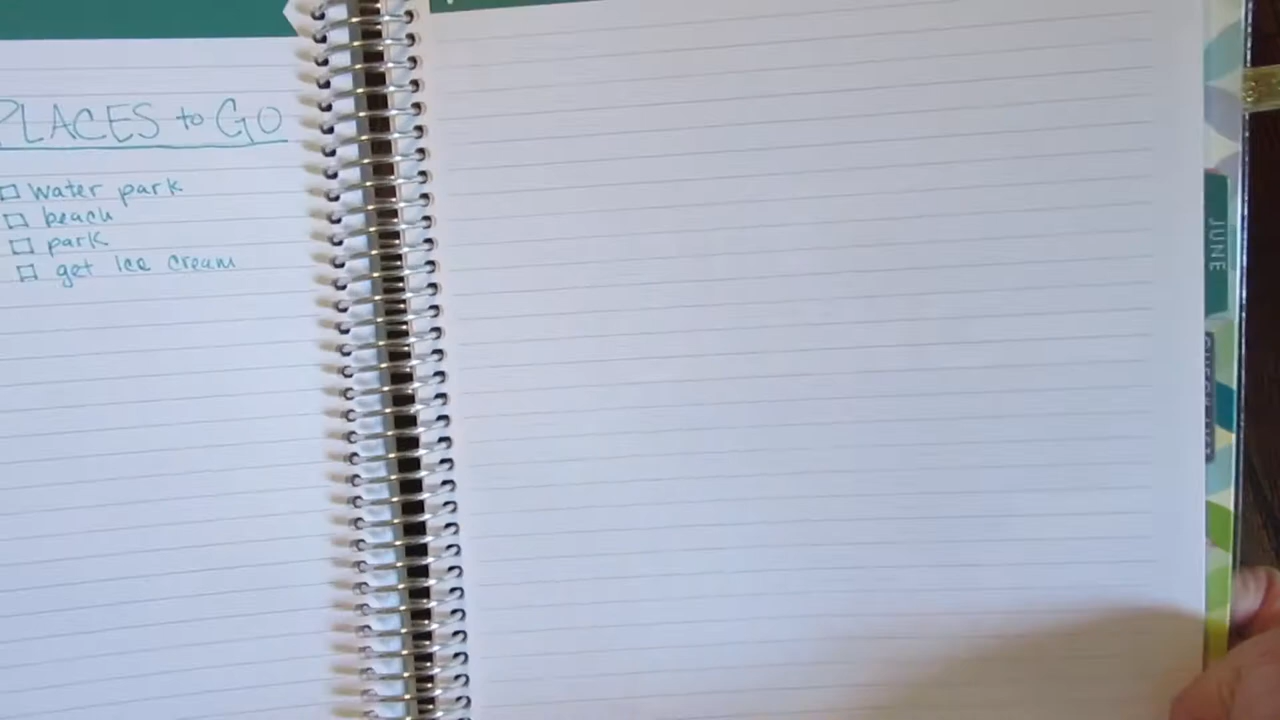 PLACES to GO
water park
beach
park
get ice cream
JUNE